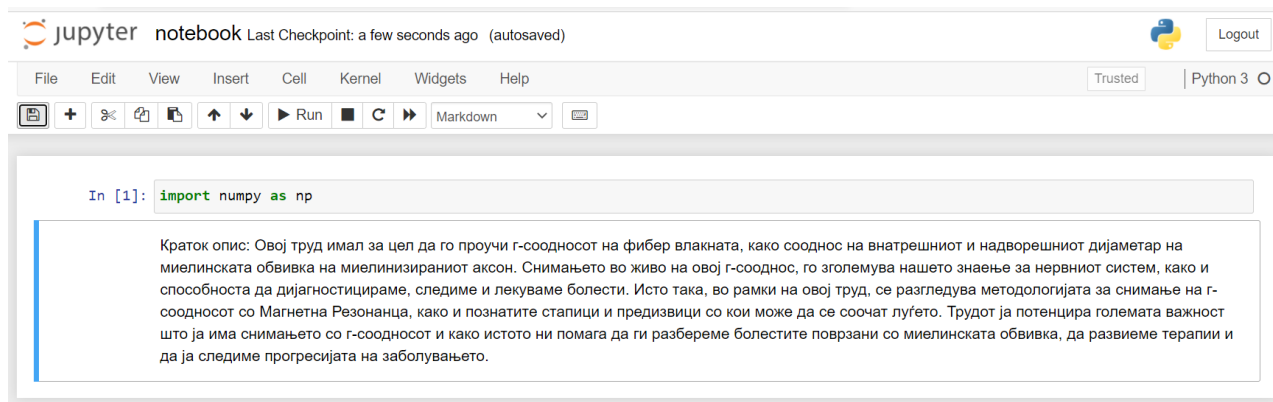 jupyter notebook Last Checkpoint: a few seconds ago (autosaved) Logout
File Edit View Insert Cell Kernel Widgets Help Trusted Python 3
Run Markdown
In [1]: import numpy as np
Краток опис: Овој труд имал за цел да го проучи г-соодносот на фибер влакната, како сооднос на внатрешниот и надворешниот дијаметар на
миелинската обвивка на миелинизираниот аксон. Снимањето во живо на овој г-сооднос, го зголемува нашето знаење за нервниот систем, како и
способноста да дијагностицираме, следиме и лекуваме болести. Исто така, во рамки на овој труд, се разгледува методологијата за снимање на г-
соодносот со Магнетна Резонанца, како и познатите стапици и предизвици со кои може да се соочат луѓето. Трудот ја потенцира големата важност
што ја има снимањето со г-соодносот и како истото ни помага да ги разбереме болестите поврзани со миелинската обвивка, да развиеме терапии и
да ја следиме прогресијата на заболувањето.